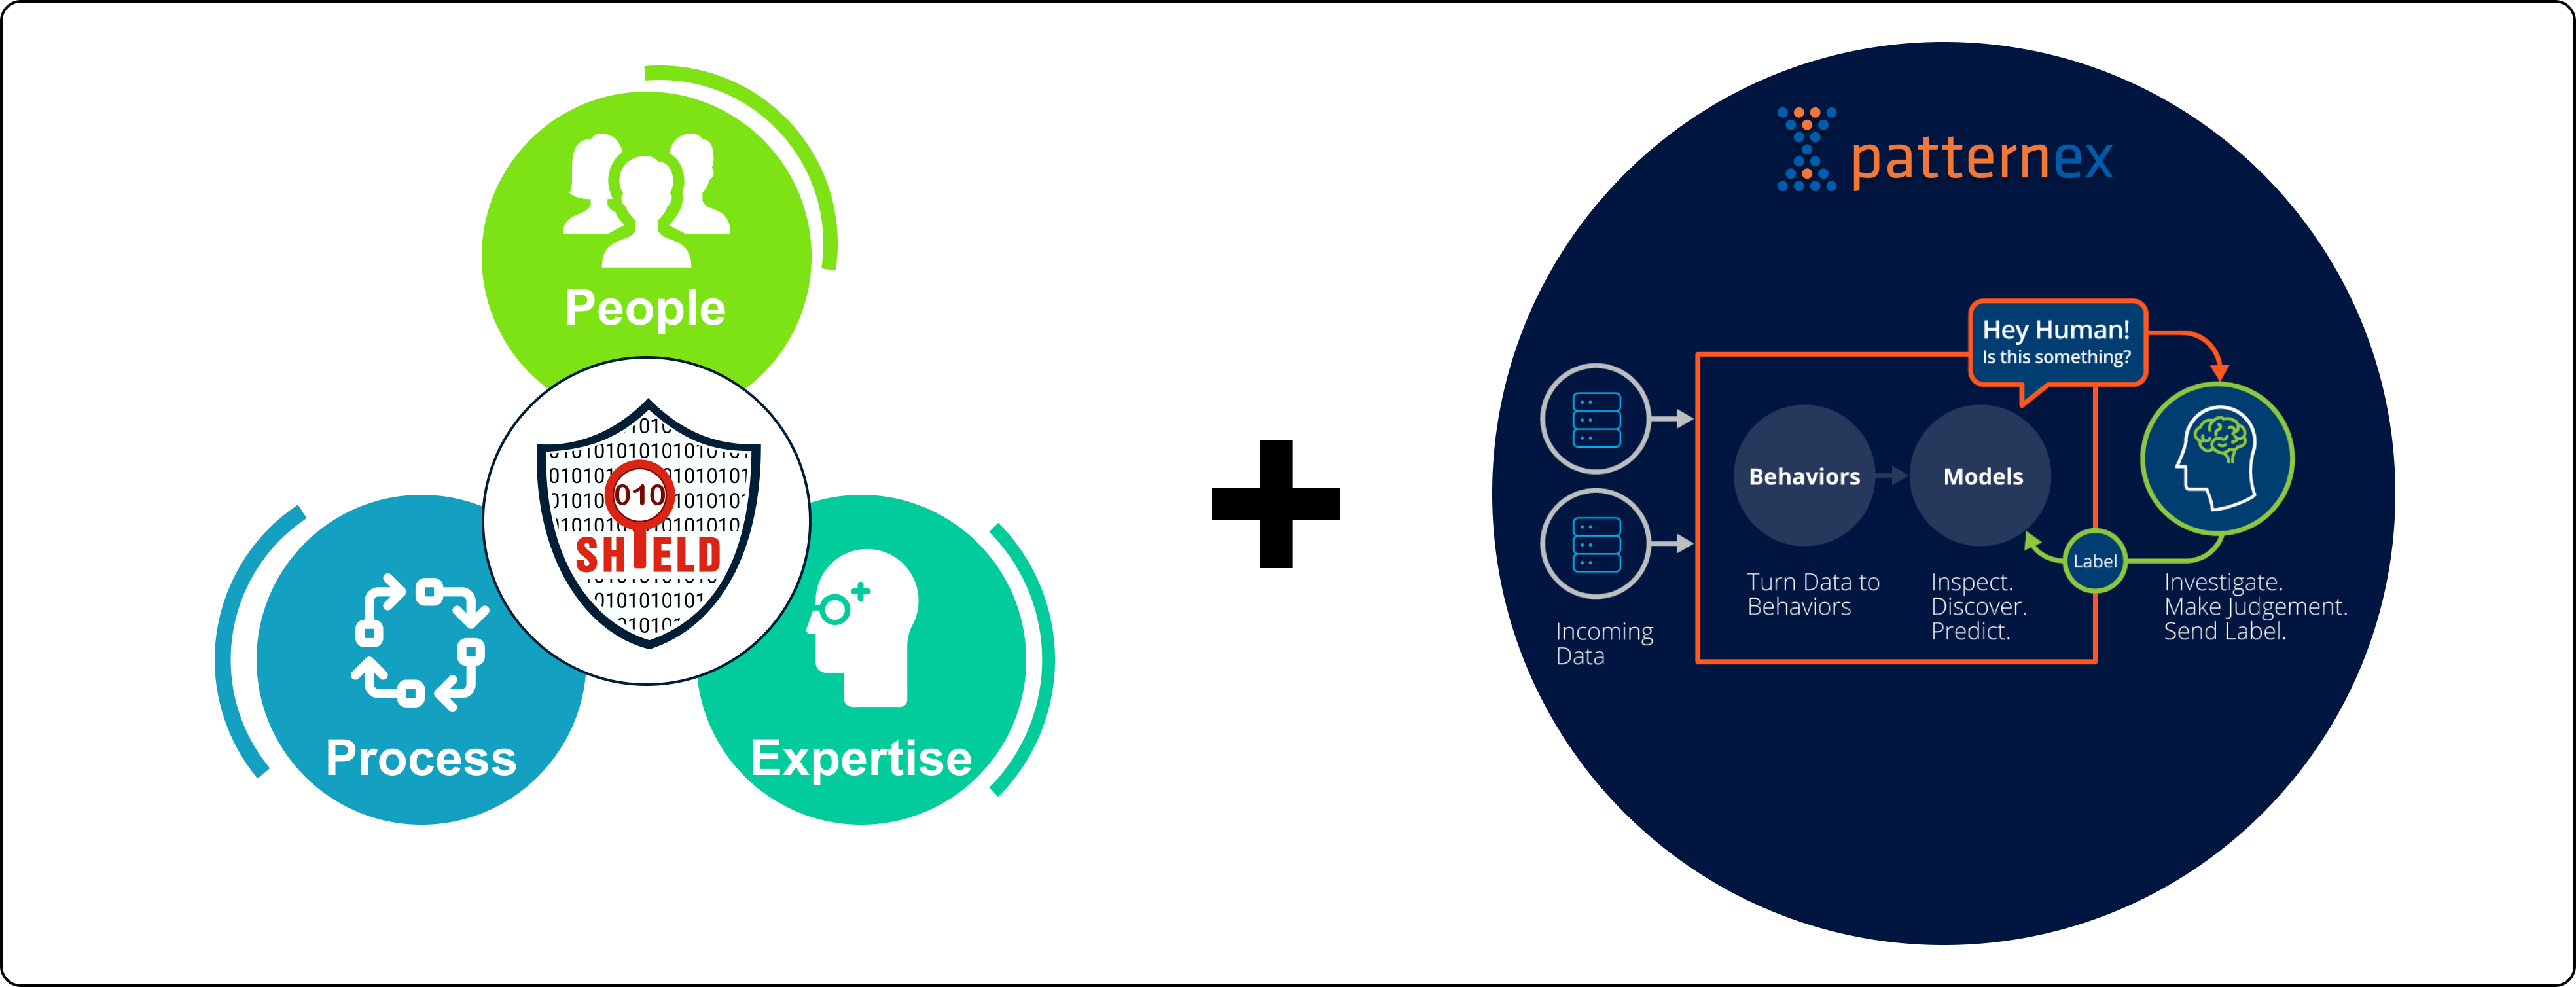 People
010
SHIELD
Process
Expertise
patternex
Hey Human!
Is this something?
Behaviors
Models
Label
Turn Data to
Behaviors
Inspect.
Discover.
Predict.
Investigate.
Make Judgement.
Send Label.
Incoming
Data